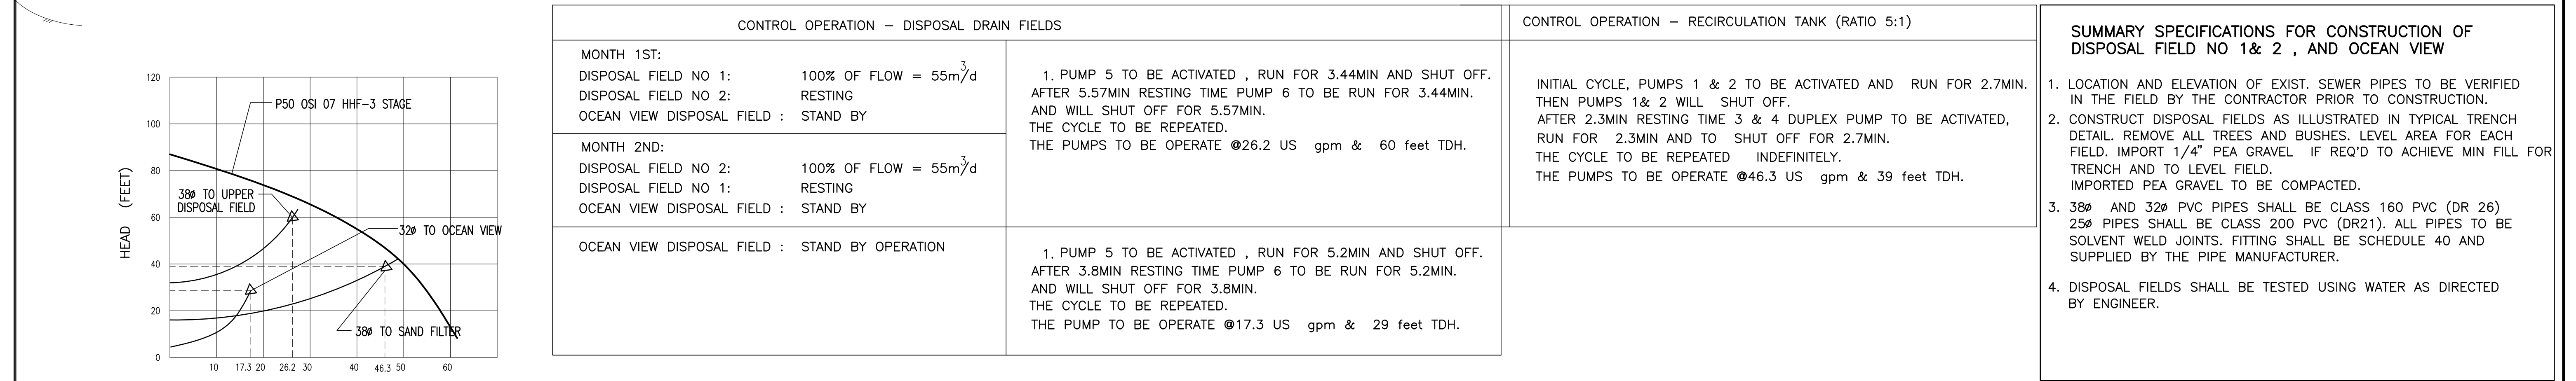 120
100
80
60
40
20
0
HEAD (FEET)
10 17.3 20 26.2 30 40 46.3 50 60
P50 OSI 07 HHF-3 STAGE
38ø TO UPPER
DISPOSAL FIELD
32ø TO OCEAN VIEW
38ø TO SAND FILTER
CONTROL OPERATION – DISPOSAL DRAIN FIELDS
MONTH 1ST:
DISPOSAL FIELD NO 1: 100% OF FLOW = 55m³/d
DISPOSAL FIELD NO 2: RESTING
OCEAN VIEW DISPOSAL FIELD : STAND BY
MONTH 2ND:
DISPOSAL FIELD NO 2: 100% OF FLOW = 55m³/d
DISPOSAL FIELD NO 1: RESTING
OCEAN VIEW DISPOSAL FIELD : STAND BY
1. PUMP 5 TO BE ACTIVATED , RUN FOR 3.44MIN AND SHUT OFF.
AFTER 5.57MIN RESTING TIME PUMP 6 TO BE RUN FOR 3.44MIN.
AND WILL SHUT OFF FOR 5.57MIN.
THE CYCLE TO BE REPEATED.
THE PUMPS TO BE OPERATE @26.2 US gpm & 60 feet TDH.
OCEAN VIEW DISPOSAL FIELD : STAND BY OPERATION
1. PUMP 5 TO BE ACTIVATED , RUN FOR 5.2MIN AND SHUT OFF.
AFTER 3.8MIN RESTING TIME PUMP 6 TO BE RUN FOR 5.2MIN.
AND WILL SHUT OFF FOR 3.8MIN.
THE CYCLE TO BE REPEATED.
THE PUMP TO BE OPERATE @17.3 US gpm & 29 feet TDH.
CONTROL OPERATION – RECIRCULATION TANK (RATIO 5:1)
INITIAL CYCLE, PUMPS 1 & 2 TO BE ACTIVATED AND RUN FOR 2.7MIN.
THEN PUMPS 1& 2 WILL SHUT OFF.
AFTER 2.3MIN RESTING TIME 3 & 4 DUPLEX PUMP TO BE ACTIVATED,
RUN FOR 2.3MIN AND TO SHUT OFF FOR 2.7MIN.
THE CYCLE TO BE REPEATED INDEFINITELY.
THE PUMPS TO BE OPERATE @46.3 US gpm & 39 feet TDH.
SUMMARY SPECIFICATIONS FOR CONSTRUCTION OF
DISPOSAL FIELD NO 1& 2 , AND OCEAN VIEW
1. LOCATION AND ELEVATION OF EXIST. SEWER PIPES TO BE VERIFIED
IN THE FIELD BY THE CONTRACTOR PRIOR TO CONSTRUCTION.
2. CONSTRUCT DISPOSAL FIELDS AS ILLUSTRATED IN TYPICAL TRENCH
DETAIL. REMOVE ALL TREES AND BUSHES. LEVEL AREA FOR EACH
FIELD. IMPORT 1/4" PEA GRAVEL IF REQ'D TO ACHIEVE MIN FILL FOR
TRENCH AND TO LEVEL FIELD.
IMPORTED PEA GRAVEL TO BE COMPACTED.
3. 38ø AND 32ø PVC PIPES SHALL BE CLASS 160 PVC (DR 26)
25ø PIPES SHALL BE CLASS 200 PVC (DR21). ALL PIPES TO BE
SOLVENT WELD JOINTS. FITTING SHALL BE SCHEDULE 40 AND
SUPPLIED BY THE PIPE MANUFACTURER.
4. DISPOSAL FIELDS SHALL BE TESTED USING WATER AS DIRECTED
BY ENGINEER.